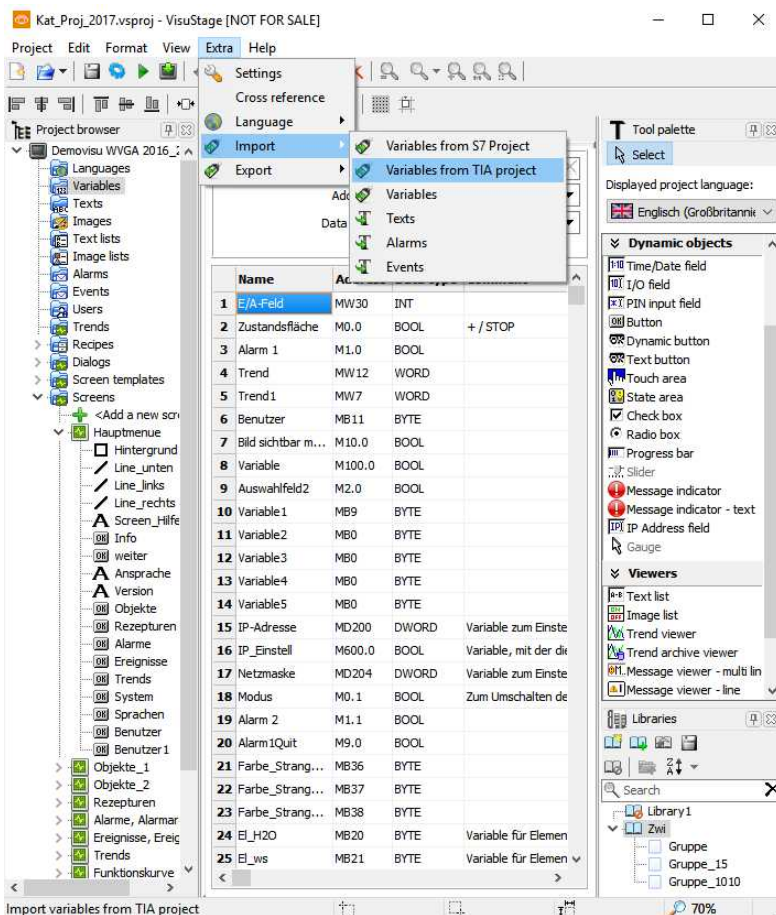 Kat_Proj_2017.vsproj - VisuStage [NOT FOR SALE]
Project Edit Format View Extra Help
Settings
Cross reference
Language
Import
Export
Variables from S7 Project
Variables from TIA project
Variables
Texts
Alarms
Events
Project browser
Demovisu WVGA 2016_
Languages
Variables
Texts
Images
Text lists
Image lists
Alarms
Events
Users
Trends
Recipes
Dialogs
Screen templates
Screens
<Add a new scr
Hauptmenue
Hintergrund
Line_unten
Line_links
Line_rechts
Screen_Hilfe
Info
weiter
Ansprache
Version
Objekte
Rezepturen
Alarme
Ereignisse
Trends
System
Sprachen
Benutzer
Benutzer1
Objekte_1
Objekte_2
Rezepturen
Alarme, Alarmar
Ereignisse, Ereig
Trends
Funktionskurve
Add
Data
Name
1 E/A-Feld MW30 INT
2 Zustandsfläche M0.0 BOOL + / STOP
3 Alarm 1 M1.0 BOOL
4 Trend MW12 WORD
5 Trend1 MW7 WORD
6 Benutzer MB11 BYTE
7 Bild sichtbar m... M10.0 BOOL
8 Variable M100.0 BOOL
9 Auswahlfeld2 M2.0 BOOL
10 Variable1 MB9 BYTE
11 Variable2 MB0 BYTE
12 Variable3 MB0 BYTE
13 Variable4 MB0 BYTE
14 Variable5 MB0 BYTE
15 IP-Adresse MD200 DWORD Variable zum Einste
16 IP_Einstell M600.0 BOOL Variable, mit der die
17 Netzmaske MD204 DWORD Variable zum Einste
18 Modus M0.1 BOOL Zum Umschalten de
19 Alarm 2 M1.1 BOOL
20 Alarm1Quit M9.0 BOOL
21 Farbe_Strang... MB36 BYTE
22 Farbe_Strang... MB37 BYTE
23 Farbe_Strang... MB38 BYTE
24 El_H2O MB20 BYTE Variable für Elemen
25 El_ws MB21 BYTE Variable für Elemen
Tool palette
Select
Displayed project language:
Englisch (Großbritannie
Dynamic objects
Time/Date field
I/O field
PIN input field
Button
Dynamic button
Text button
Touch area
State area
Check box
Radio box
Progress bar
Slider
Message indicator
Message indicator - text
IP Address field
Gauge
Viewers
Text list
Image list
Trend viewer
Trend archive viewer
Message viewer - multi lin
Message viewer - line
Libraries
Search
Library1
Zwi
Gruppe
Gruppe_15
Gruppe_1010
Import variables from TIA project
70%